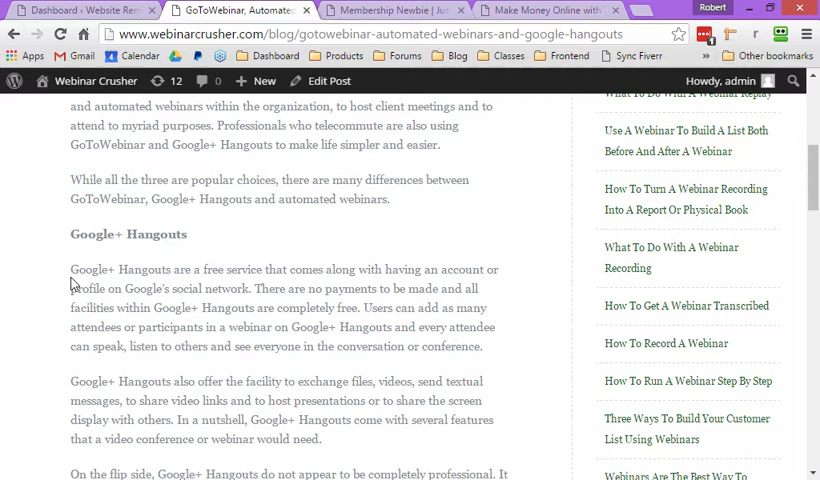 Robert
Dashboard ‹ Website Rem
GoToWebinar, Automated
Membership Newbie | Jus
Make Money Online with
www.webinarcrusher.com/blog/gotowebinar-automated-webinars-and-google-hangouts
1
Apps
Gmail
Calendar
Dashboard
Products
Forums
Blog
Classes
Frontend
Sync Fiverr
»
Other bookmarks
Webinar Crusher
12
0
+ New
Edit Post
Howdy, admin
and automated webinars within the organization, to host client meetings and to
attend to myriad purposes. Professionals who telecommute are also using
GoToWebinar and Google+ Hangouts to make life simpler and easier.
While all the three are popular choices, there are many differences between
GoToWebinar, Google+ Hangouts and automated webinars.
Google+ Hangouts
Google+ Hangouts are a free service that comes along with having an account or
profile on Google's social network. There are no payments to be made and all
facilities within Google+ Hangouts are completely free. Users can add as many
attendees or participants in a webinar on Google+ Hangouts and every attendee
can speak, listen to others and see everyone in the conversation or conference.
Google+ Hangouts also offer the facility to exchange files, videos, send textual
messages, to share video links and to host presentations or to share the screen
display with others. In a nutshell, Google+ Hangouts come with several features
that a video conference or webinar would need.
On the flip side, Google+ Hangouts do not appear to be completely professional. It
What To Do With A Webinar Replay
Use A Webinar To Build A List Both
Before And After A Webinar
How To Turn A Webinar Recording
Into A Report Or Physical Book
What To Do With A Webinar
Recording
How To Get A Webinar Transcribed
How To Record A Webinar
How To Run A Webinar Step By Step
Three Ways To Build Your Customer
List Using Webinars
Webinars Are The Best Way To